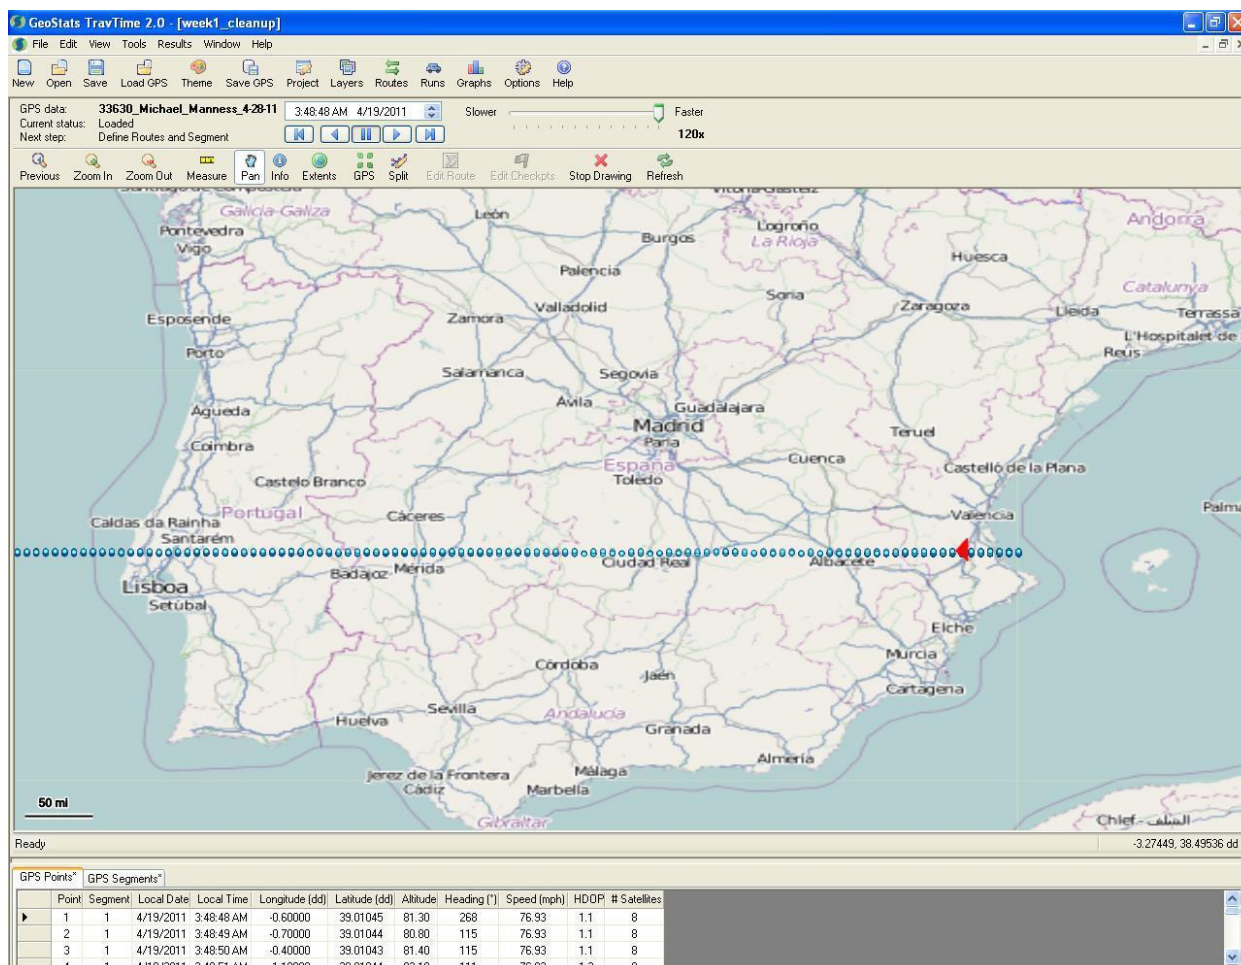 GeoStats TravTime 2.0 - [week1_cleanup]
File Edit View Tools Results Window Help
New Open Save Load GPS Theme Save GPS Project Layers Routes Runs Graphs Options Help
GPS data: 33630_Michael_Manness_4-28-11 3:48:48 AM 4/19/2011 Slower Faster
Current status: Loaded
Next step: Define Routes and Segment 120x
Previous Zoom In Zoom Out Measure Pan Info Extents GPS Split Edit Route Edit Checkpts Stop Drawing Refresh
Santiago de Compostela Vitoria-Gasteiz
Galicia-Galiza León Andorra
Pontevedra Logroño
Vigo Burgos La Rioja
Huesca
Palencia
Soria Catalunya
Valladolid Zaragoza
Esposende Zamora Lleida Terrassa
L'Hospitalet de
Porto Reus
Salamanca Segovia
Ávila Guadalajara
Águeda
Madrid
Parla Teruel
Coimbra
Cuenca
España Castelló de la Plana
Castelo Branco Toledo
Palma
Portugal Cáceres Valencia
Caldas da Rainha
Santarém
Ciudad Real Albacete
Badajoz Mérida
Lisboa
Setúbal
Elche
Murcia
Córdoba Jaén
Cartagena
Sevilla
Huelva Andalucía
Granada
Almería
Málaga
Jerez de la Frontera
Cádiz Marbella
50 mi
Gibraltar Chlef - الشلف
Ready -3.27449, 38.49536 dd
GPS Points* GPS Segments*
Point Segment Local Date Local Time Longitude (dd) Latitude (dd) Altitude Heading (°) Speed (mph) HDOP # Satellites
1 1 4/19/2011 3:48:48 AM -0.60000 39.01045 81.30 268 76.93 1.1 8
2 1 4/19/2011 3:48:49 AM -0.70000 39.01044 80.80 115 76.93 1.1 8
3 1 4/19/2011 3:48:50 AM -0.40000 39.01043 81.40 115 76.93 1.1 8